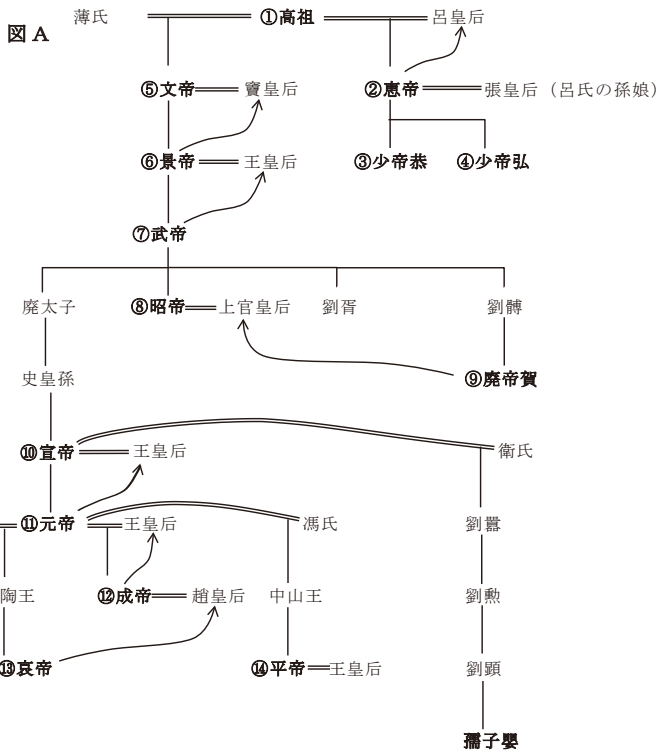 図A
薄氏 ①高祖 呂皇后
⑤文帝 竇皇后 ②恵帝 張皇后（呂氏の孫娘）
⑥景帝 王皇后 ③少帝恭 ④少帝弘
⑦武帝
廃太子 ⑧昭帝 上官皇后 劉胥 劉髆
史皇孫 ⑨廃帝賀
⑩宣帝 王皇后 衛氏
⑪元帝 王皇后 馮氏 劉囂
陶王 ⑫成帝 趙皇后 中山王 劉勲
⑬哀帝 ⑭平帝 王皇后 劉顕
孺子嬰